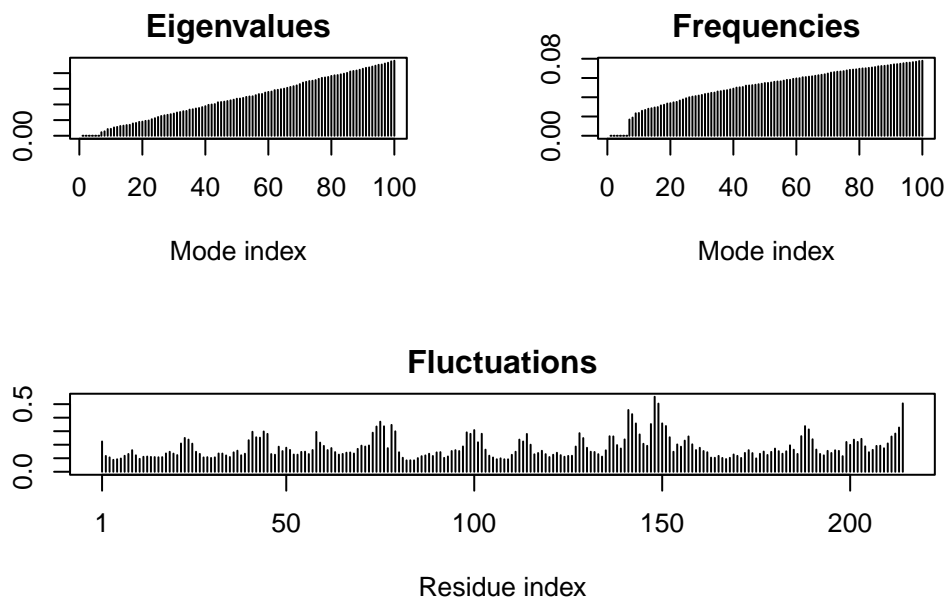 Eigenvalues
0.00
0 20 40 60 80 100
Mode index
Frequencies
0.00 0.08
0 20 40 60 80 100
Mode index
Fluctuations
0.0 0.5
1 50 100 150 200
Residue index